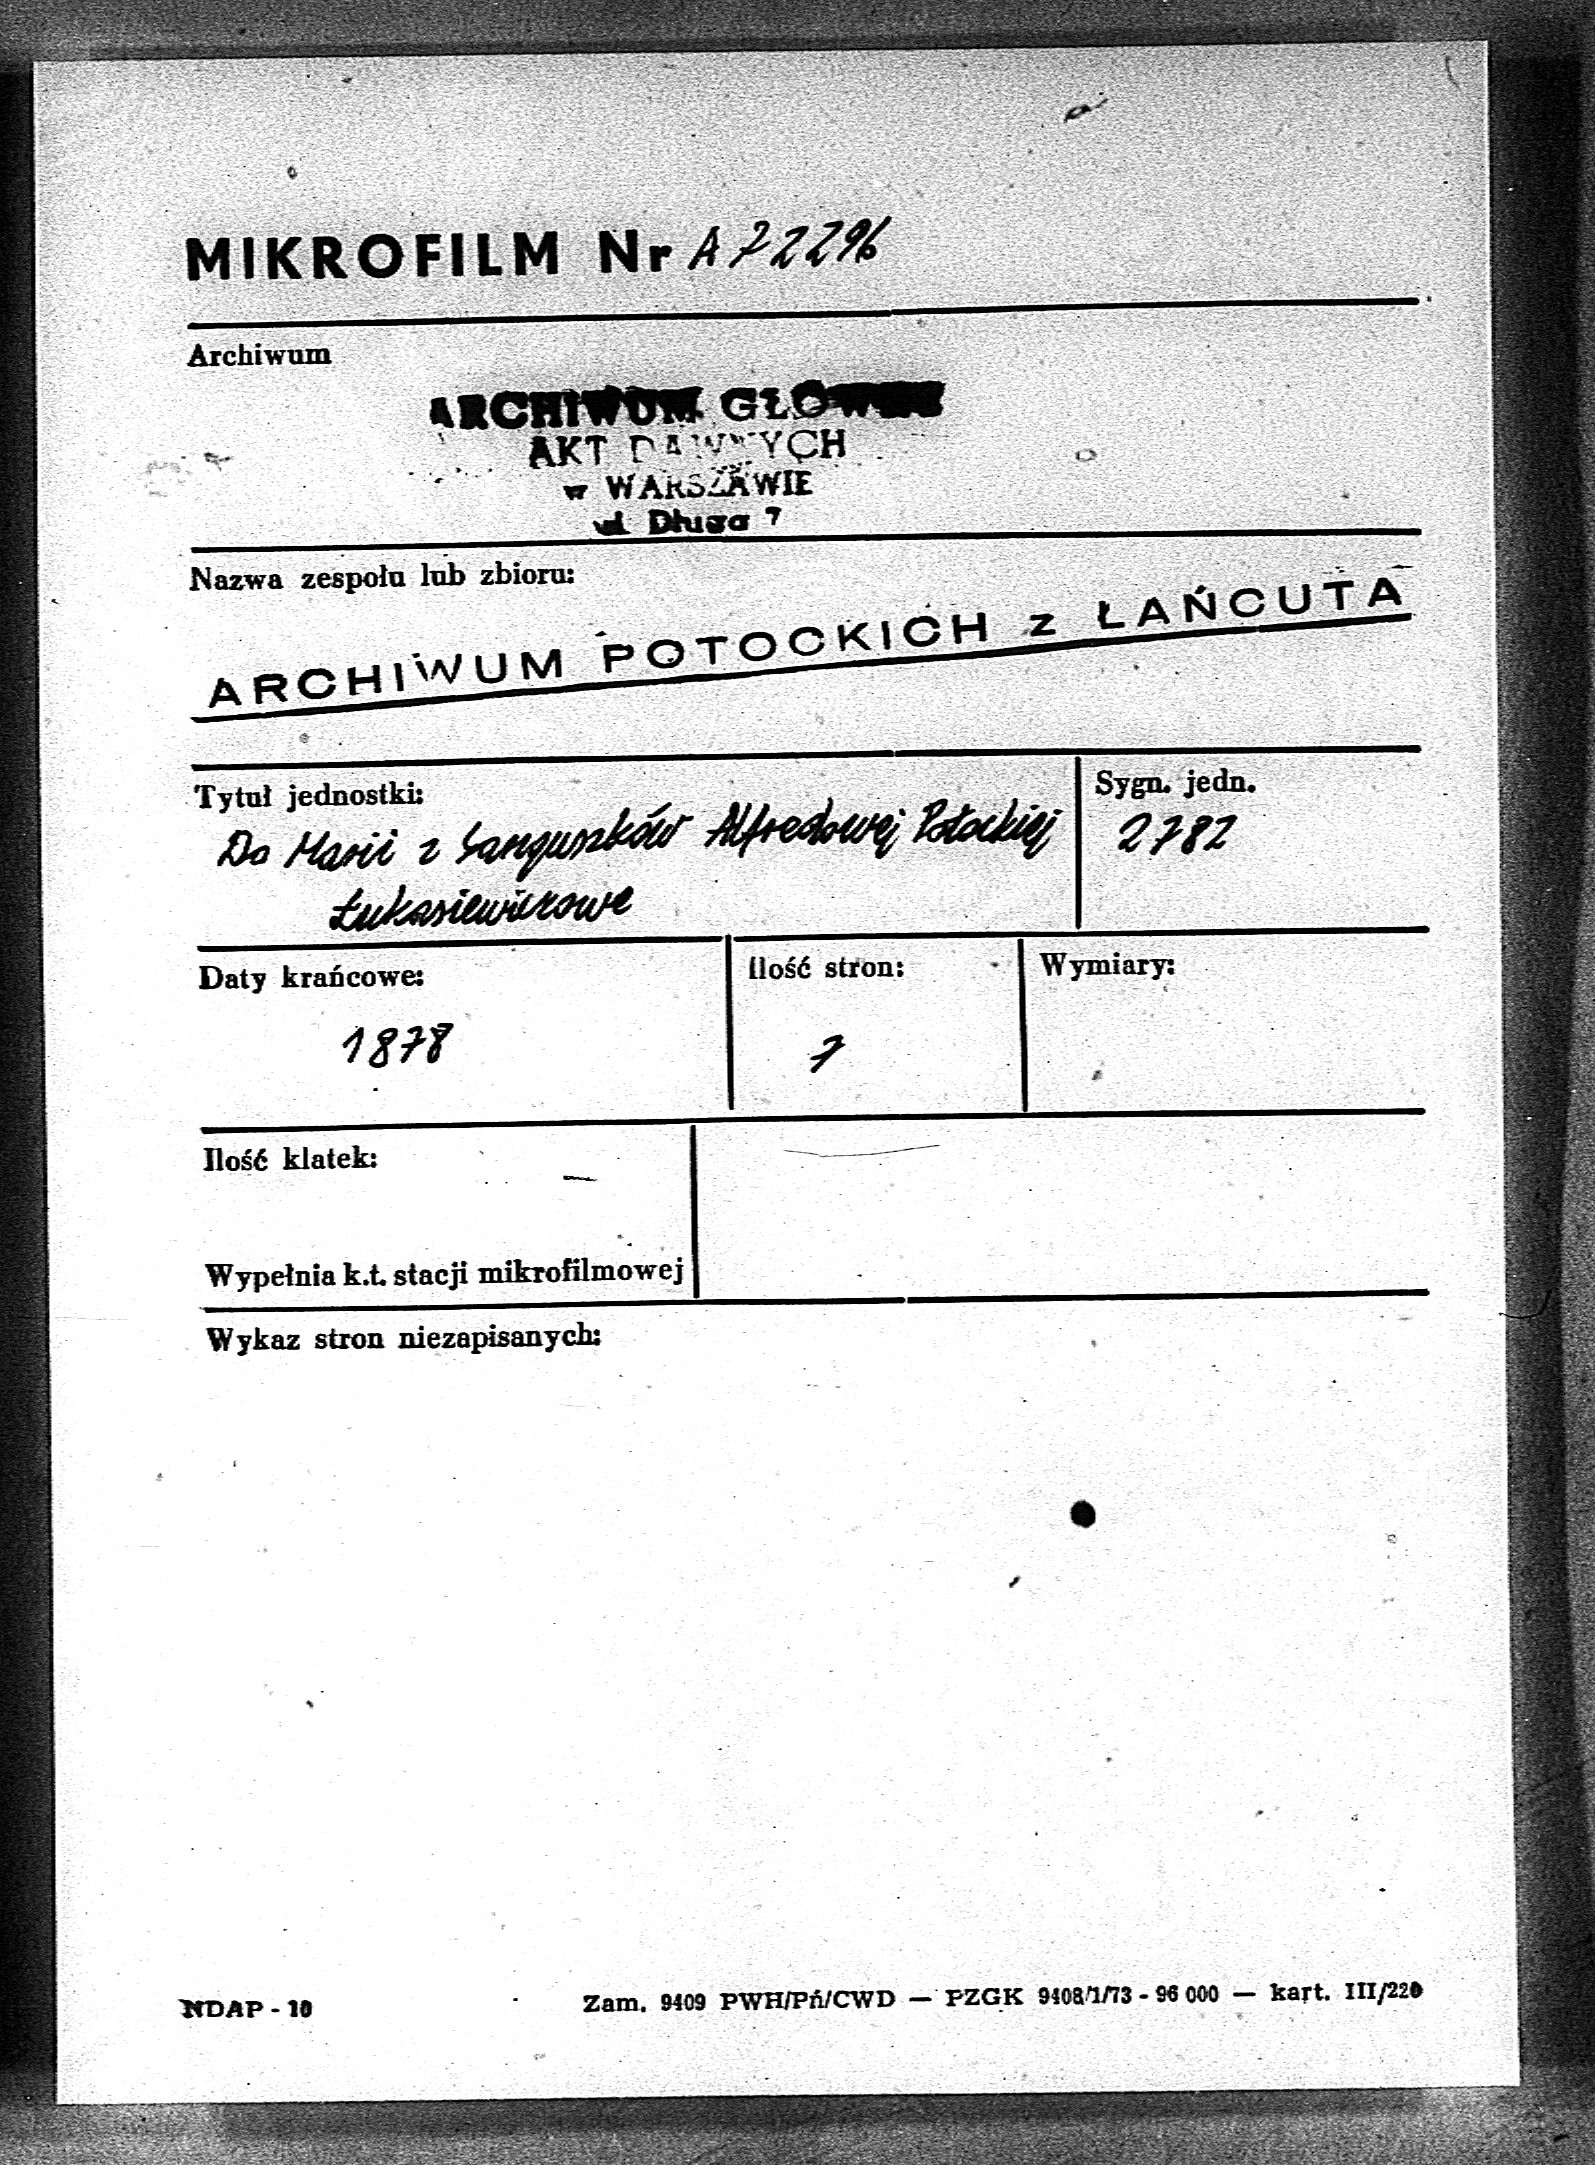 MIKROFILM Nr A 72296
Archiwum
ARCHIWUM GŁÓWNE
AKT DAWNYCH
w WARSZAWIE
ul. Długa 7
Nazwa zespołu lub zbioru:
ARCHIWUM POTOCKICH z ŁAŃCUTA
Tytuł jednostki:
Sygn. jedn.
Do Marii z Sanguszków Alfredowej Potockiej
2782
Łukasiewiczowe
Daty krańcowe:
Ilość stron:
Wymiary:
1878
7
Ilość klatek:
Wypełnia k.t. stacji mikrofilmowej
Wykaz stron niezapisanych:
NDAP - 10
Zam. 9409 PWH/Pń/CWD — PZGK 9408/1/73 - 96 000 — kart. III/220